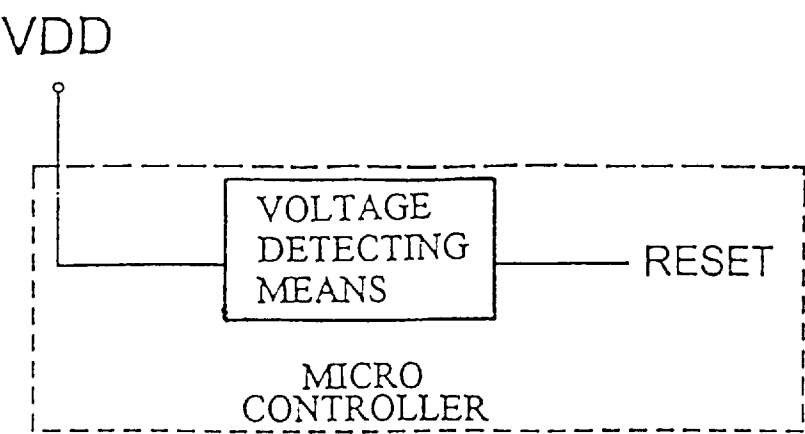 VDD
VOLTAGE
DETECTING
MEANS
RESET
MICRO
CONTROLLER